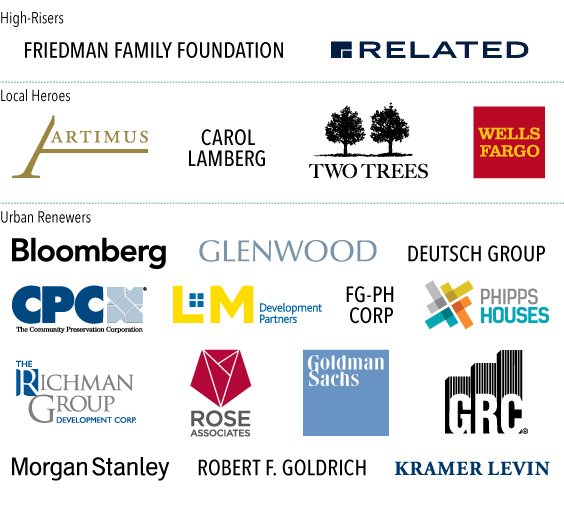 High-Risers
FRIEDMAN FAMILY FOUNDATION
RELATED
Local Heroes
ARTIMUS
CAROL
LAMBERG
TWO TREES
WELLS
FARGO
Urban Renewers
Bloomberg
GLENWOOD
DEUTSCH GROUP
CPC
The Community Preservation Corporation
L+M
Development
Partners
FG-PH
CORP
PHIPPS
HOUSES
THE
RICHMAN
GROUP
DEVELOPMENT CORP.
ROSE
ASSOCIATES
Goldman
Sachs
GRC.®
Morgan Stanley
ROBERT F. GOLDRICH
KRAMER LEVIN